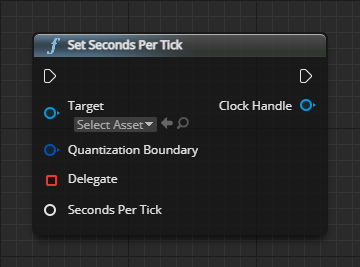 f Set Seconds Per Tick
Target
Clock Handle
Select Asset
Quantization Boundary
Delegate
Seconds Per Tick